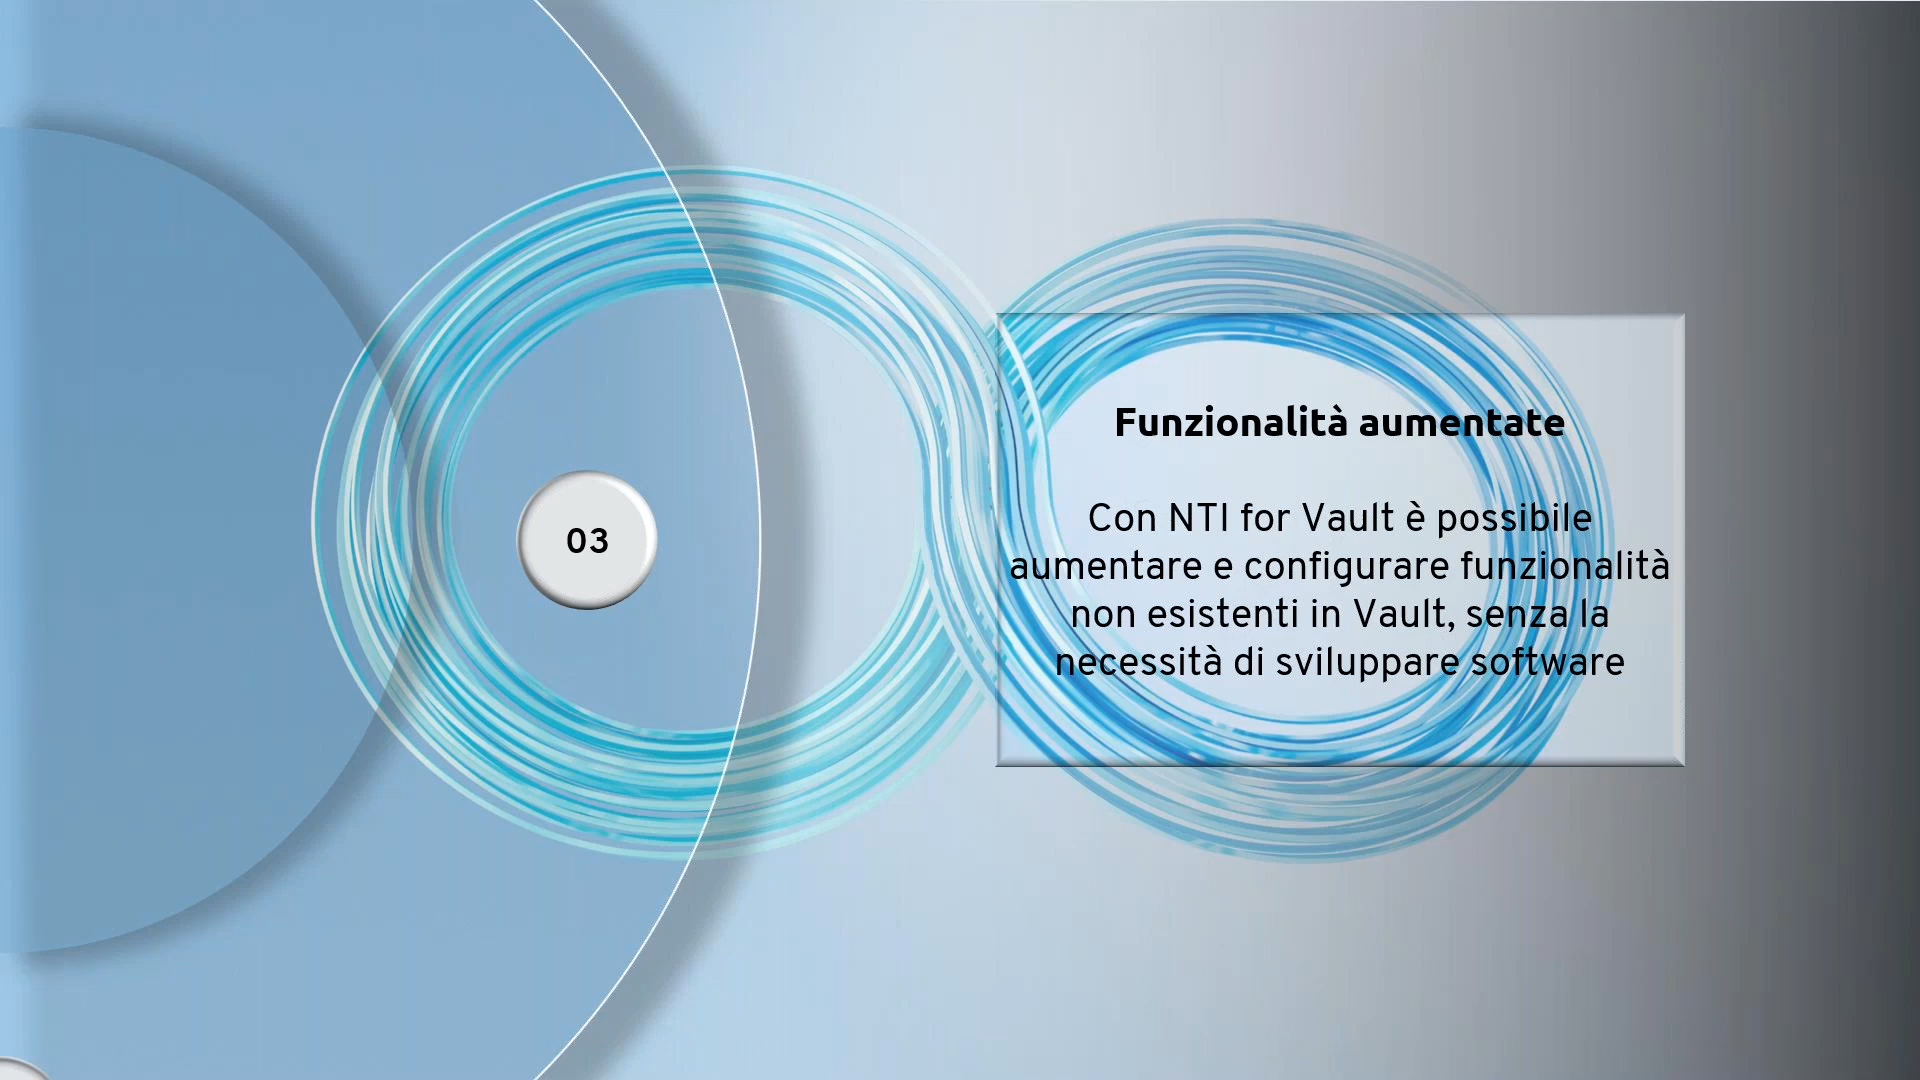 03
Funzionalità aumentate
Con NTI for Vault è possibile
aumentare e configurare funzionalità
non esistenti in Vault, senza la
necessità di sviluppare software